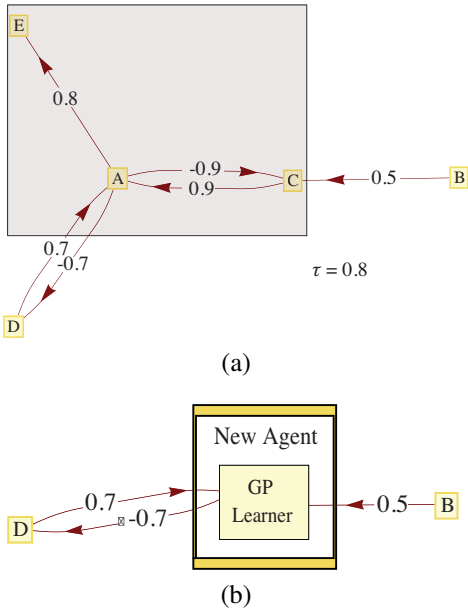 E
0.8
A
-0.9
0.9
C
0.5
B
0.7
-0.7
τ = 0.8
D
(a)
New Agent
GP
Learner
D
0.7
-0.7
0.5
B
(b)